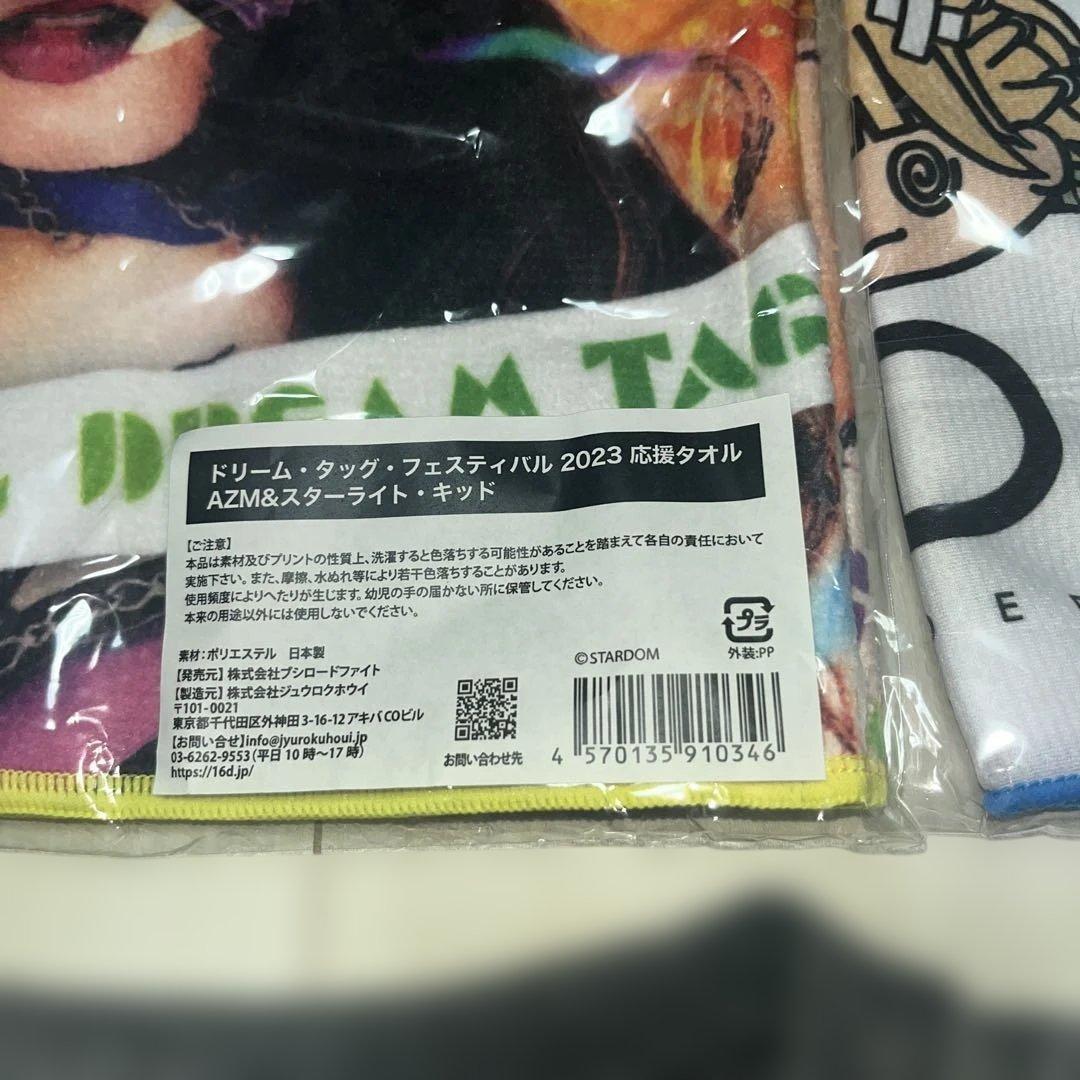 DREAM TAG
ドリーム・タッグ・フェスティバル 2023 応援タオル
AZM&スターライト・キッド
【ご注意】
本品は素材及びプリントの性質上、洗濯すると色落ちする可能性があることを踏まえて各自の責任において
実施下さい。また、摩擦、水ぬれ等により若干色落ちすることがあります。
使用頻度によりへたりが生じます。幼児の手の届かない所に保管してください。
本来の用途以外には使用しないでください。
プラ
外装:PP
素材:ポリエステル 日本製
【発売元】株式会社ブシロードファイト
【製造元】株式会社ジュウロクホウイ
〒101-0021
東京都千代田区外神田3-16-12アキバCOビル
【お問い合せ】info@jyurokuhoui.jp
03-6262-9553(平日10時〜17時)
https://16d.jp/
お問い合わせ先
©STARDOM
4 570135 910346
E